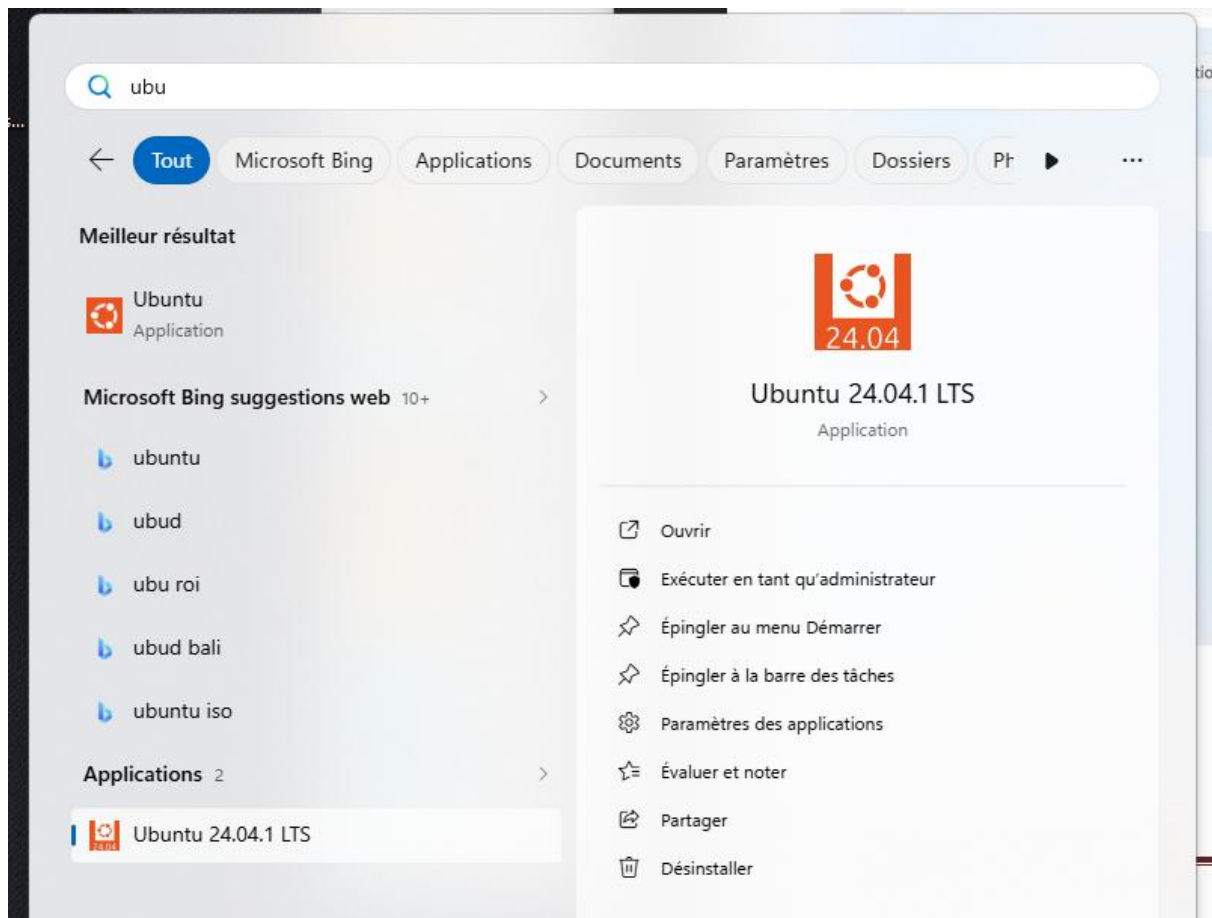 ubu
Tout Microsoft Bing Applications Documents Paramètres Dossiers
Meilleur résultat
Ubuntu
Application
Microsoft Bing suggestions web 10+
ubuntu
ubud
ubu roi
ubud bali
ubuntu iso
Applications 2
24.04
Ubuntu 24.04.1 LTS
24.04
Ubuntu 24.04.1 LTS
Application
Ouvrir
Exécuter en tant qu'administrateur
Épingler au menu Démarrer
Épingler à la barre des tâches
Paramètres des applications
Évaluer et noter
Partager
Désinstaller